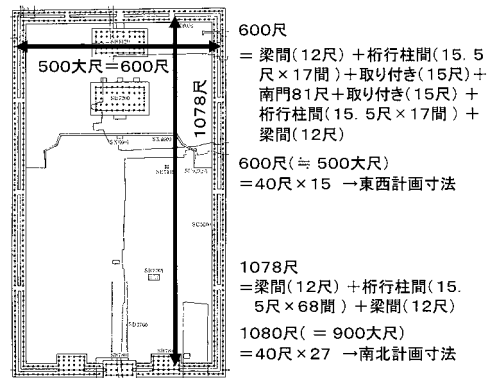 600尺
＝梁間(12尺)＋桁行柱間(15.5
尺×17間)＋取り付き(15尺)＋
南門81尺＋取り付き(15尺)＋
桁行柱間(15.5尺×17間)＋
梁間(12尺)
600尺(≒500大尺)
＝40尺×15 →東西計画寸法
500大尺＝600尺
1078尺
1078尺
＝梁間(12尺)＋桁行柱間(15.
5尺×68間)＋梁間(12尺)
1080尺(＝900大尺)
＝40尺×27 →南北計画寸法